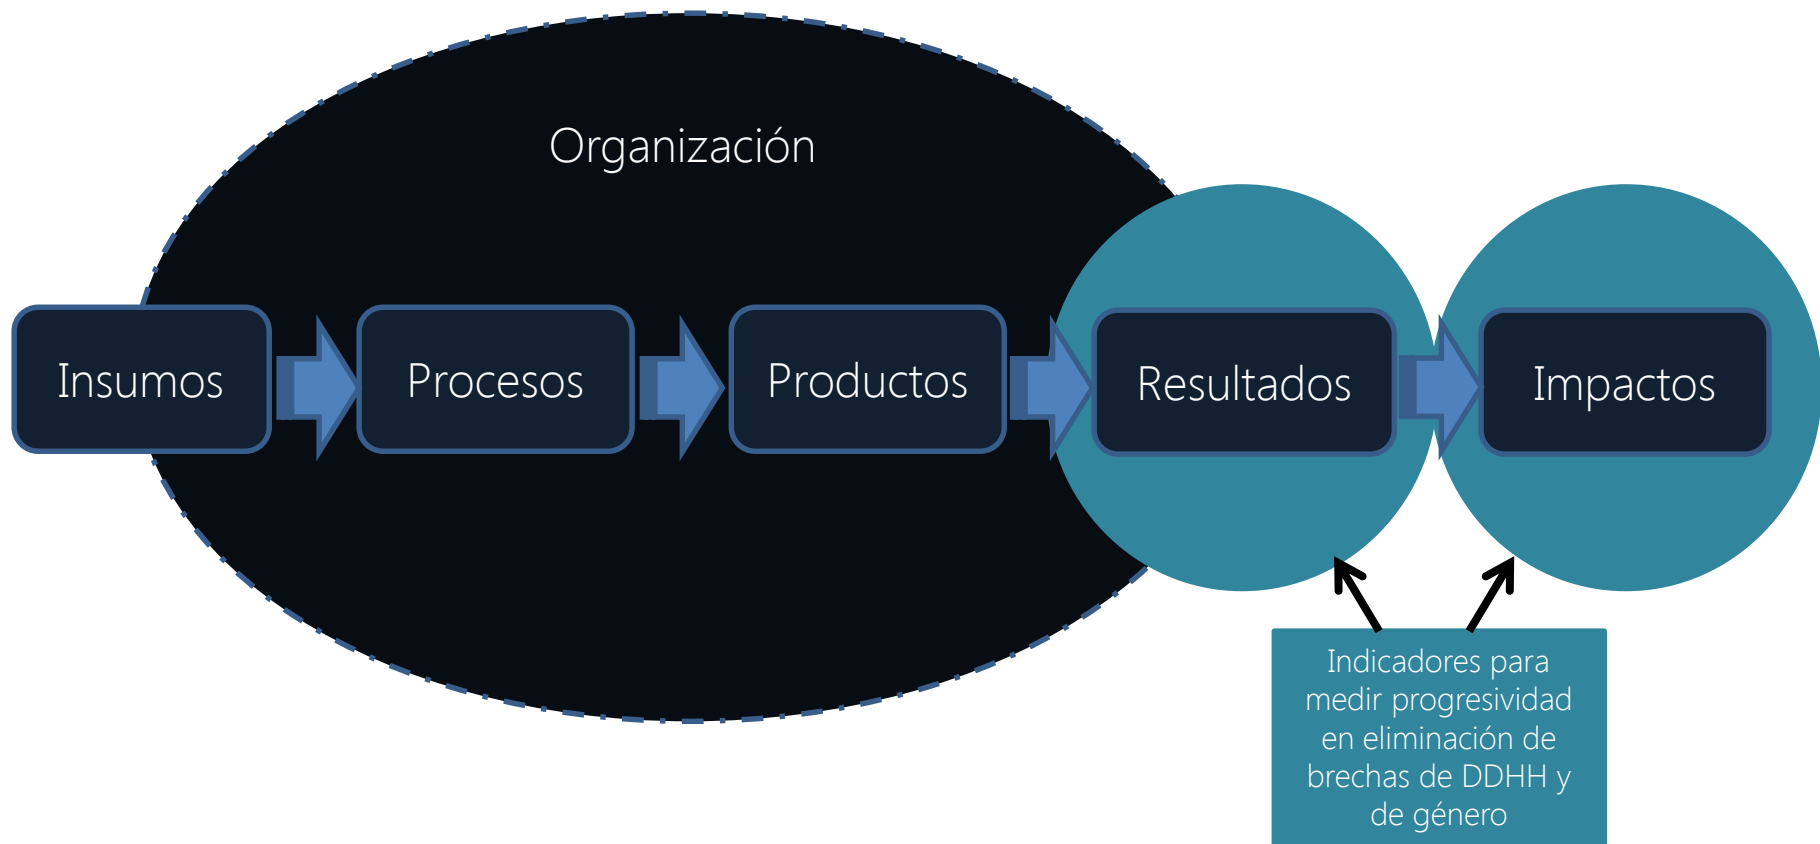 Organización
Insumos
Procesos
Productos
Resultados
Impactos
Indicadores para
medir progresividad
en eliminación de
brechas de DDHH y
de género